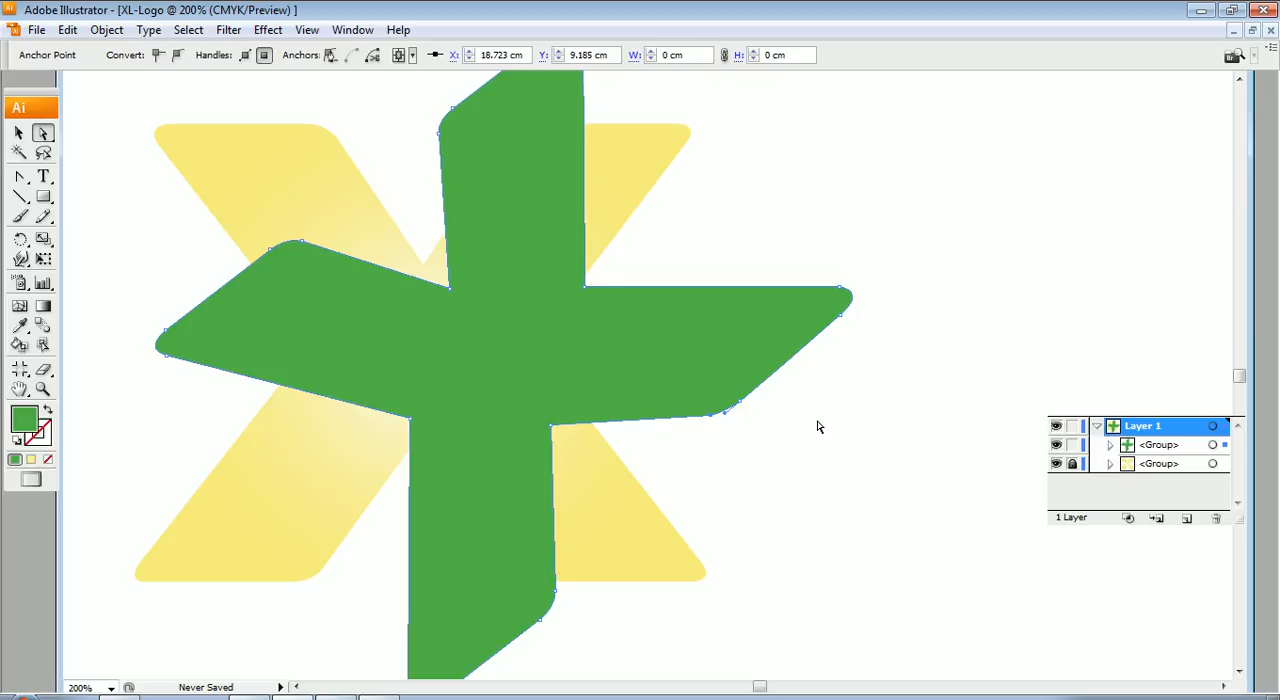 Ai Adobe Illustrator - [XL-Logo @ 200% (CMYK/Preview) ]
Ai File Edit Object Type Select Filter Effect View Window Help
Anchor Point Convert: Handles: Anchors: X: 18.723 cm Y: 9.185 cm W: 0 cm H: 0 cm
Ai
T
Layer 1
<Group>
<Group>
1 Layer
200% Never Saved